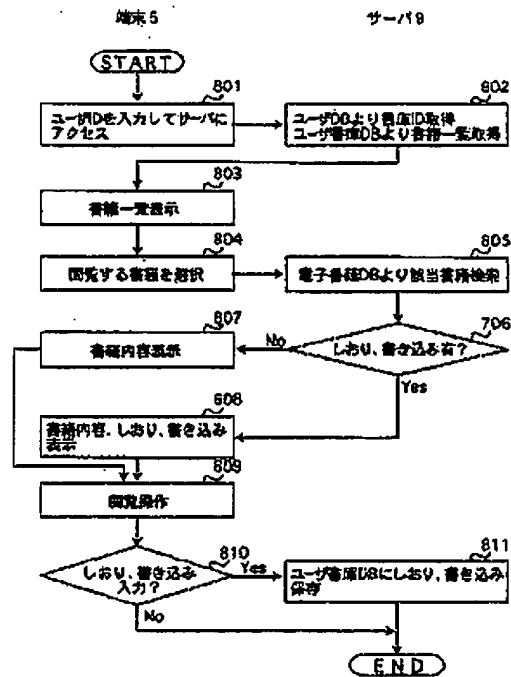 端末5
サーバ9
START
801
ユーザIDを入力してサーバに
アクセス
802
ユーザDBより書庫ID取得
ユーザ書庫DBより書籍一覧取得
803
書籍一覧表示
804
閲覧する書籍を選択
805
電子書籍DBより該当書籍検索
706
しおり、書き込み有?
No
Yes
807
書籍内容表示
808
書籍内容、しおり、書き込み
表示
809
閲覧操作
810
しおり、書き込み
入力?
Yes
No
811
ユーザ書庫DBにしおり、書き込み
保存
END